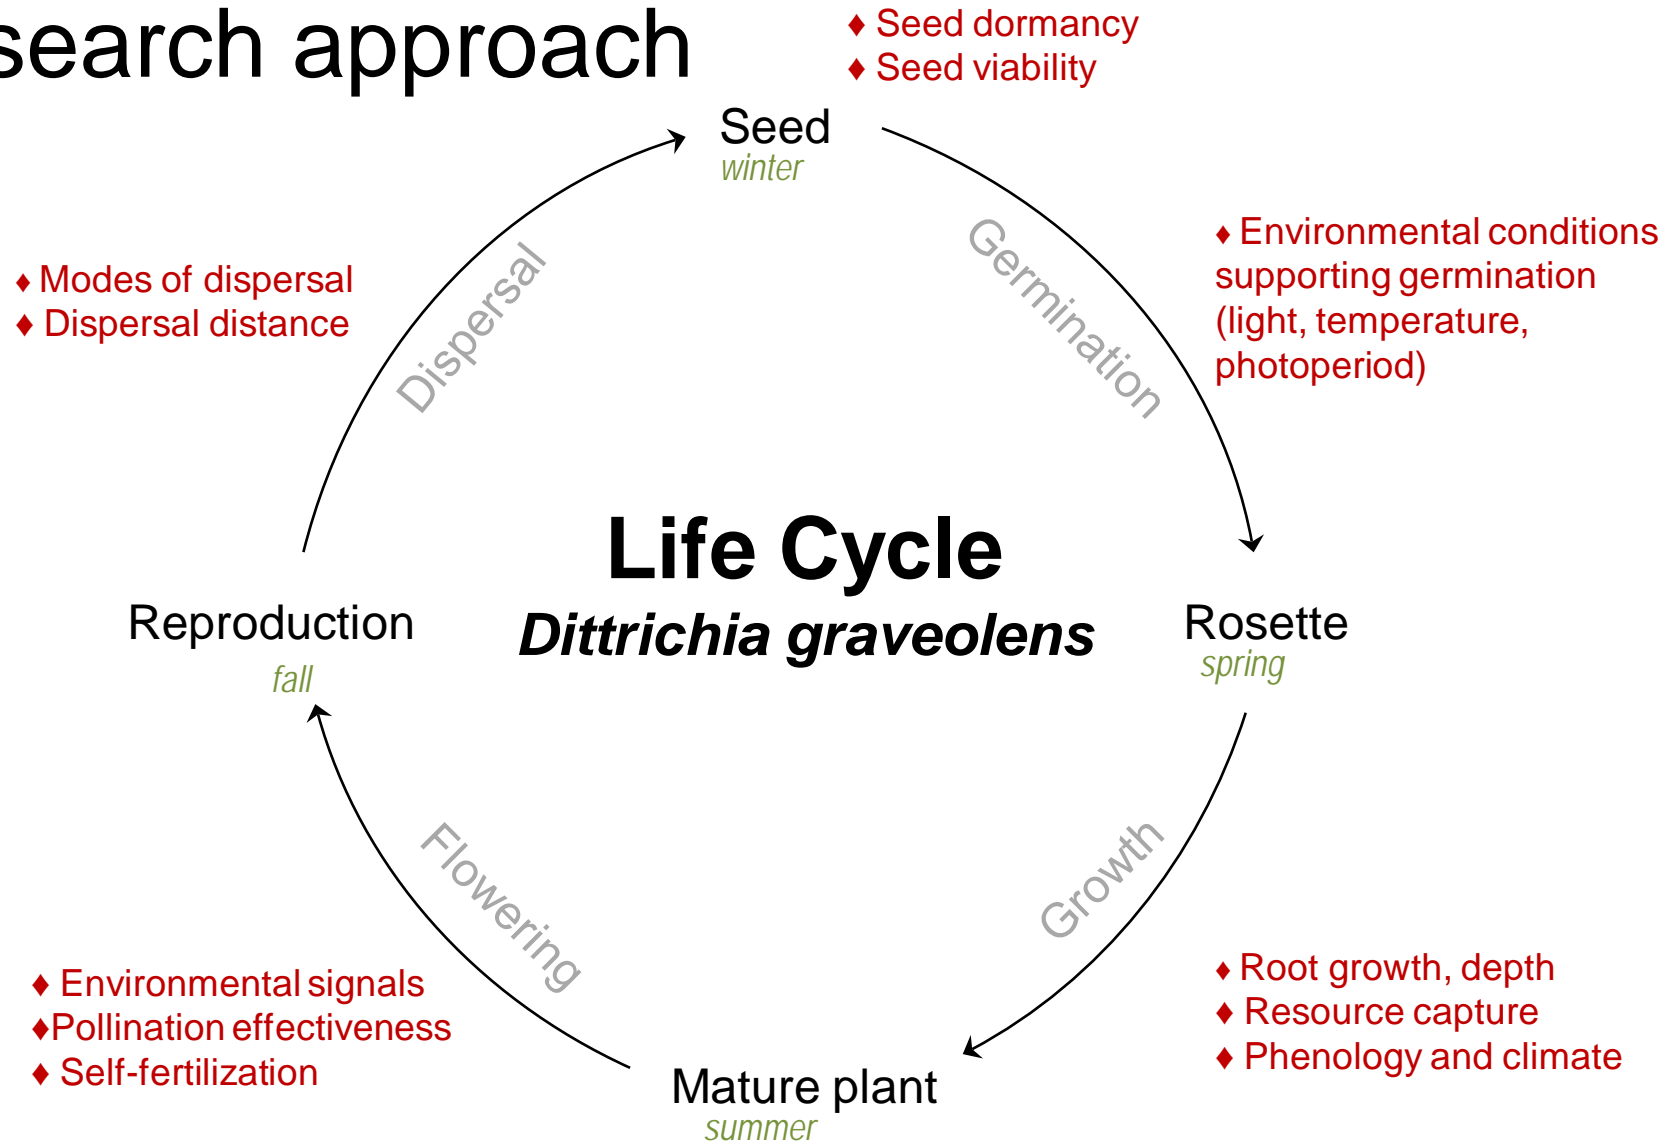 search approach
♦ Seed dormancy
♦ Seed viability
Seed
winter
Germination
♦ Environmental conditions
supporting germination
(light, temperature,
photoperiod)
Dispersal
♦ Modes of dispersal
♦ Dispersal distance
Life Cycle
Dittrichia graveolens
Reproduction
fall
Rosette
spring
Growth
♦ Root growth, depth
♦ Resource capture
♦ Phenology and climate
Flowering
♦ Environmental signals
♦Pollination effectiveness
♦ Self-fertilization
Mature plant
summer